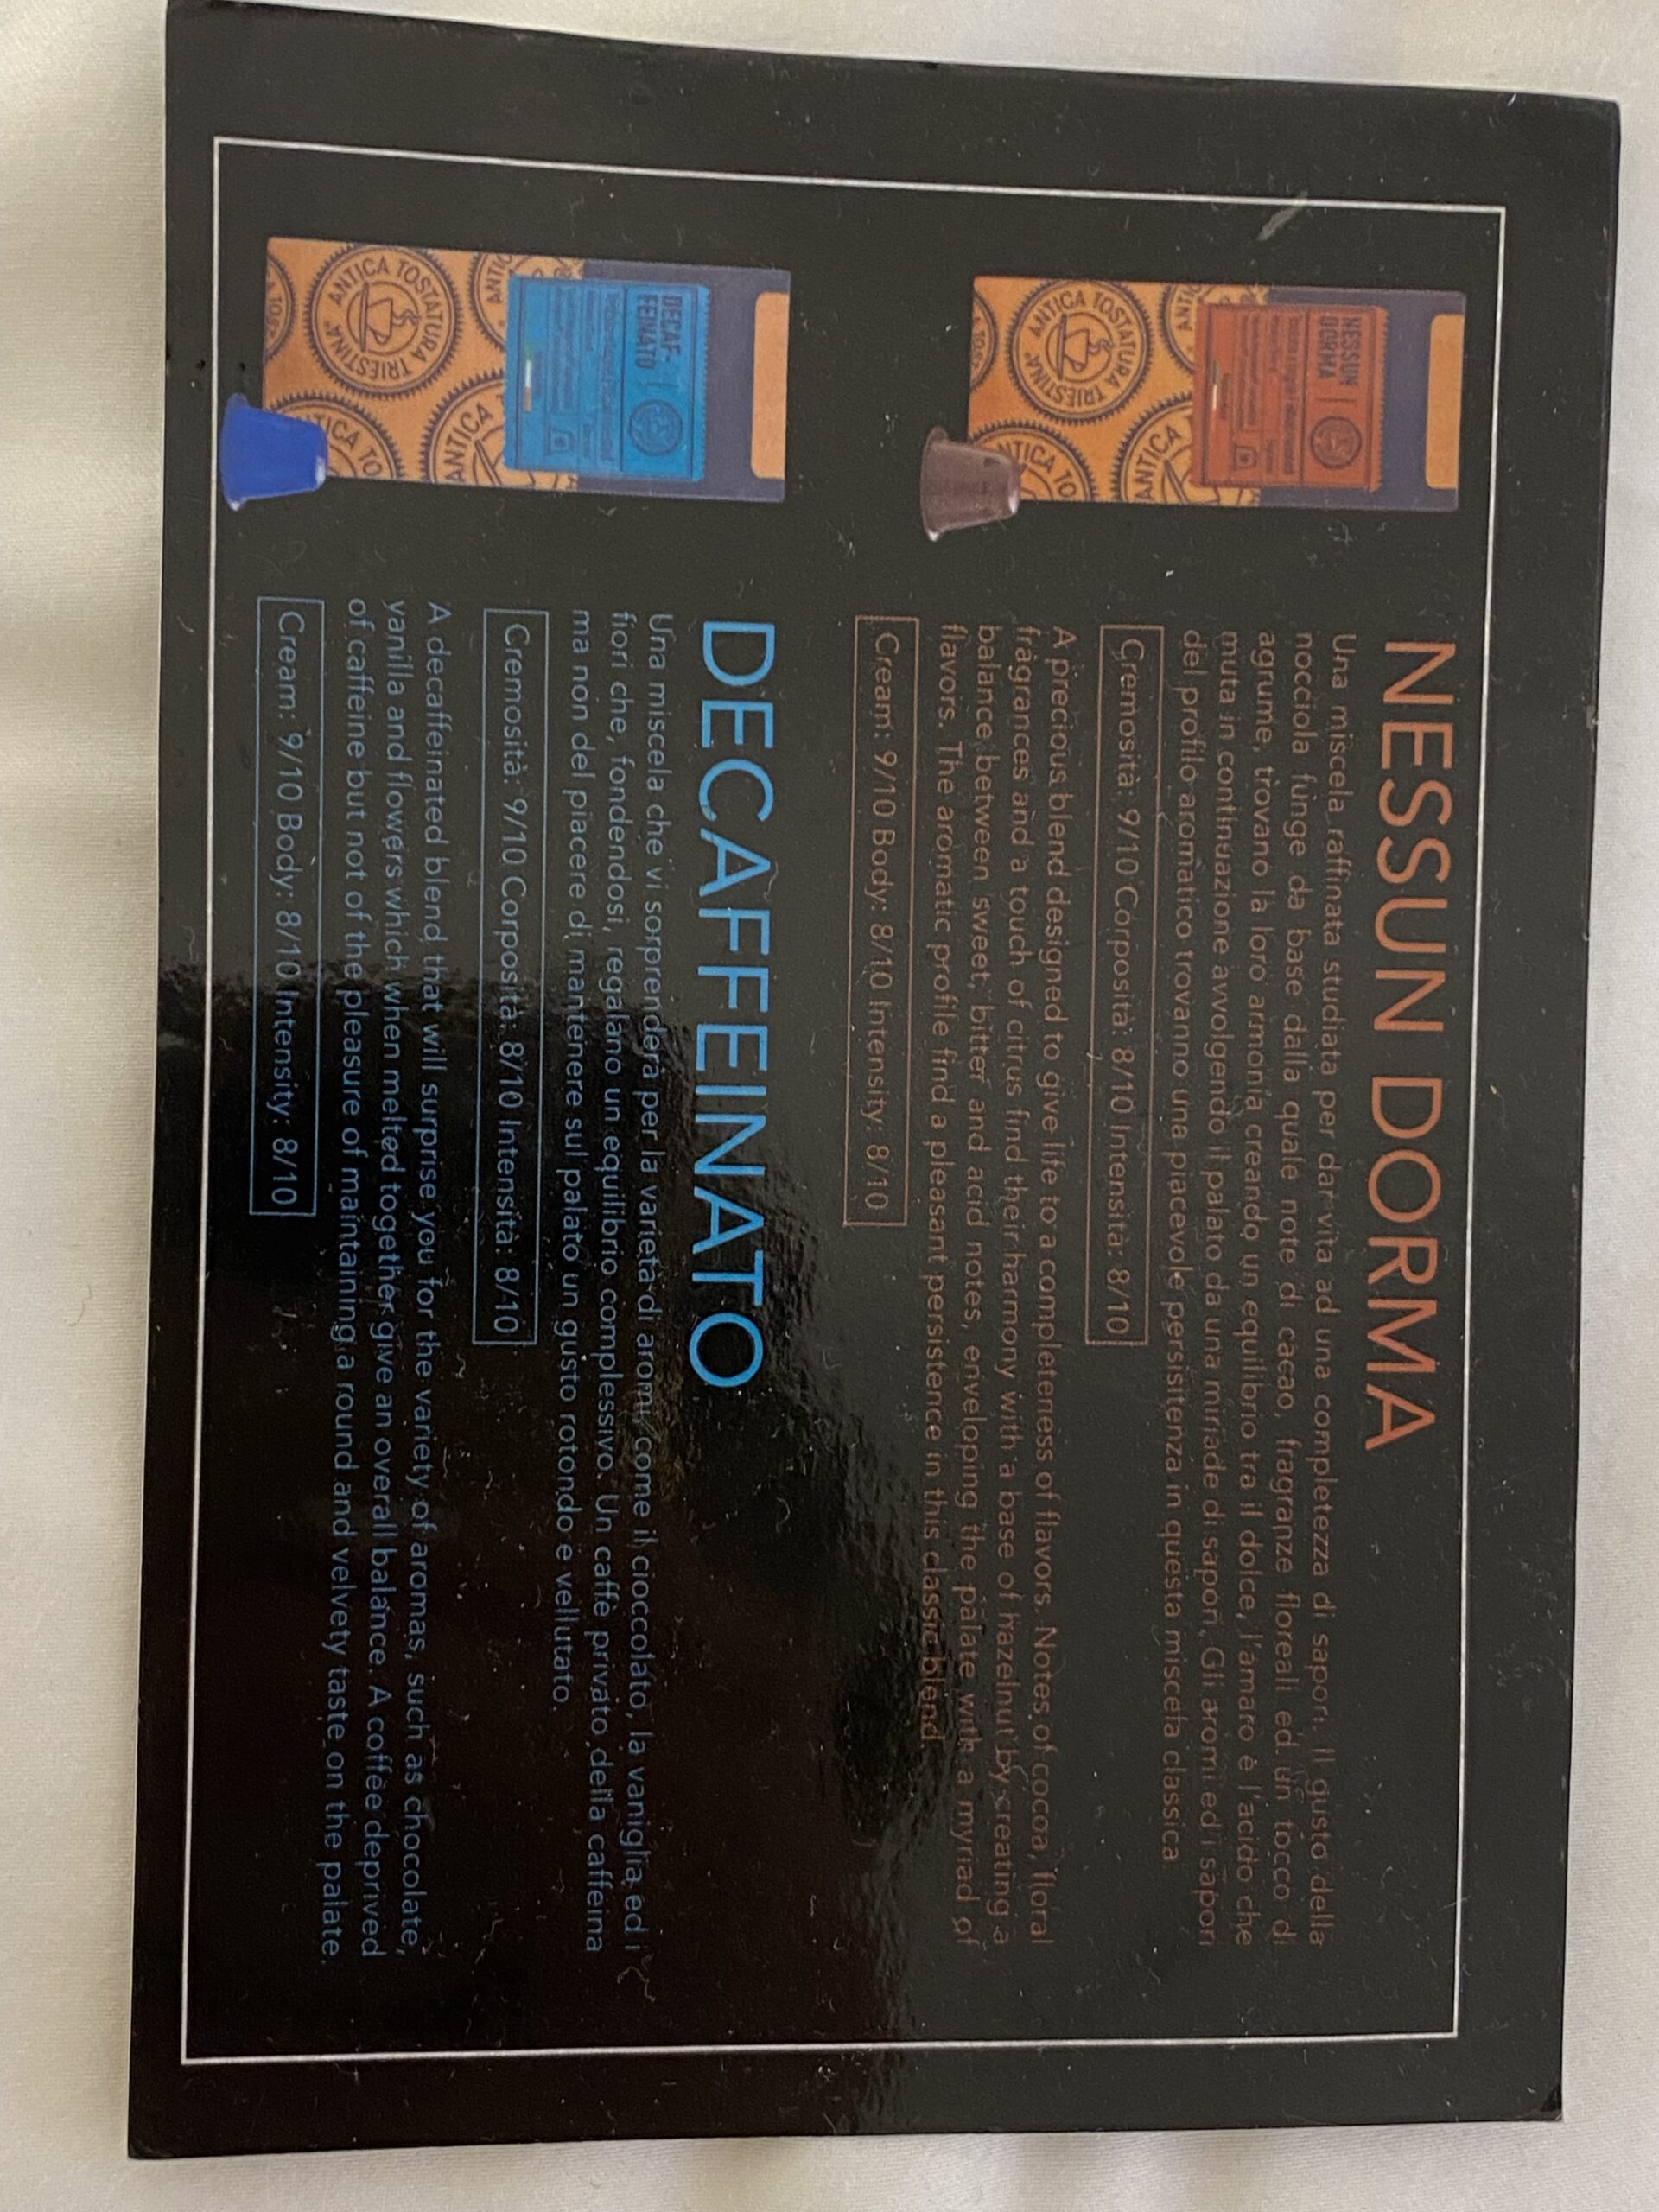 NESSUN DORMA
Una miscela raffinata studiata per dar vita ad una completezza di sapori. Il gusto della
nocciola funge da base dalla quale note di cacao, fragranze floreali ed un tocco di
agrume, trovano la loro armonia creando un equilibrio tra il dolce, l'amaro e l'acido che
muta in continuazione avvolgendo il palato da una miriade di sapori. Gli aromi ed i sapori
del profilo aromatico trovanno una piacevole persisitenza in questa miscela classica.
Cremosità: 9/10 Corposità: 8/10 Intensità: 8/10
A precious blend designed to give life to a completeness of flavors. Notes of cocoa, floral
fragrances and a touch of citrus find their harmony with a base of hazelnut by creating a
balance between sweet, bitter and acid notes, enveloping the palate with a myriad of
flavors. The aromatic profile find a pleasant persistence in this classic blend
Cream: 9/10 Body: 8/10 Intensity: 8/10
NESSUN
DORMA
ANTICA TOSTATURA TRIESTINA
DECAFFEINATO
Una miscela che vi sorprenderà per la varietà di aromi, come il cioccolato, la vaniglia ed i
fiori che, fondendosi, regalano un equilibrio complessivo. Un caffè privato della caffeina
ma non del piacere di mantenere sul palato un gusto rotondo e vellutato.
Cremosità: 9/10 Corposità: 8/10 Intensità: 8/10
A decaffeinated blend that will surprise you for the variety of aromas, such as chocolate,
vanilla and flowers which when melted together give an overall balance. A coffee deprived
of caffeine but not of the pleasure of maintaining a round and velvety taste on the palate.
Cream: 9/10 Body: 8/10 Intensity: 8/10
DECAF-
FEINATO
ANTICA TOSTATURA TRIESTINA